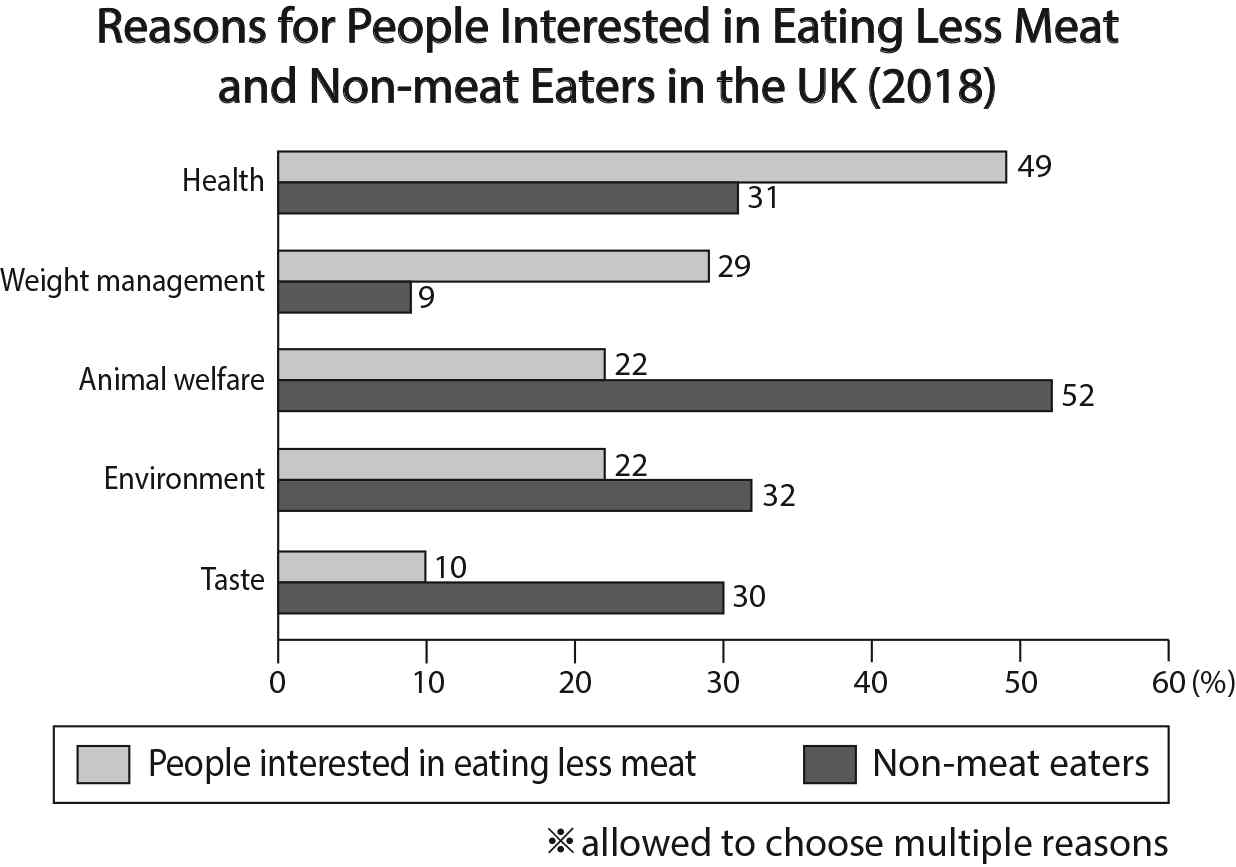 Reasons for People Interested in Eating Less Meat
and Non-meat Eaters in the UK (2018)
Health
49
31
Weight management
29
9
Animal welfare
22
52
Environment
22
32
Taste
10
30
0 10 20 30 40 50 60 (%)
People interested in eating less meat Non-meat eaters
※ allowed to choose multiple reasons